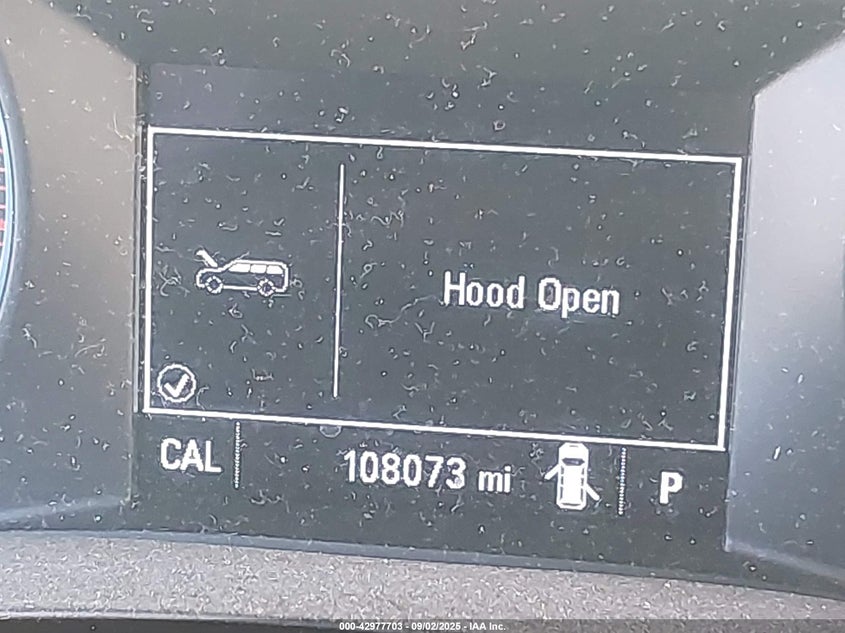 Hood Open
CAL
108073 mi
P
000-42977703 - 09/02/2025 - IAA Inc.